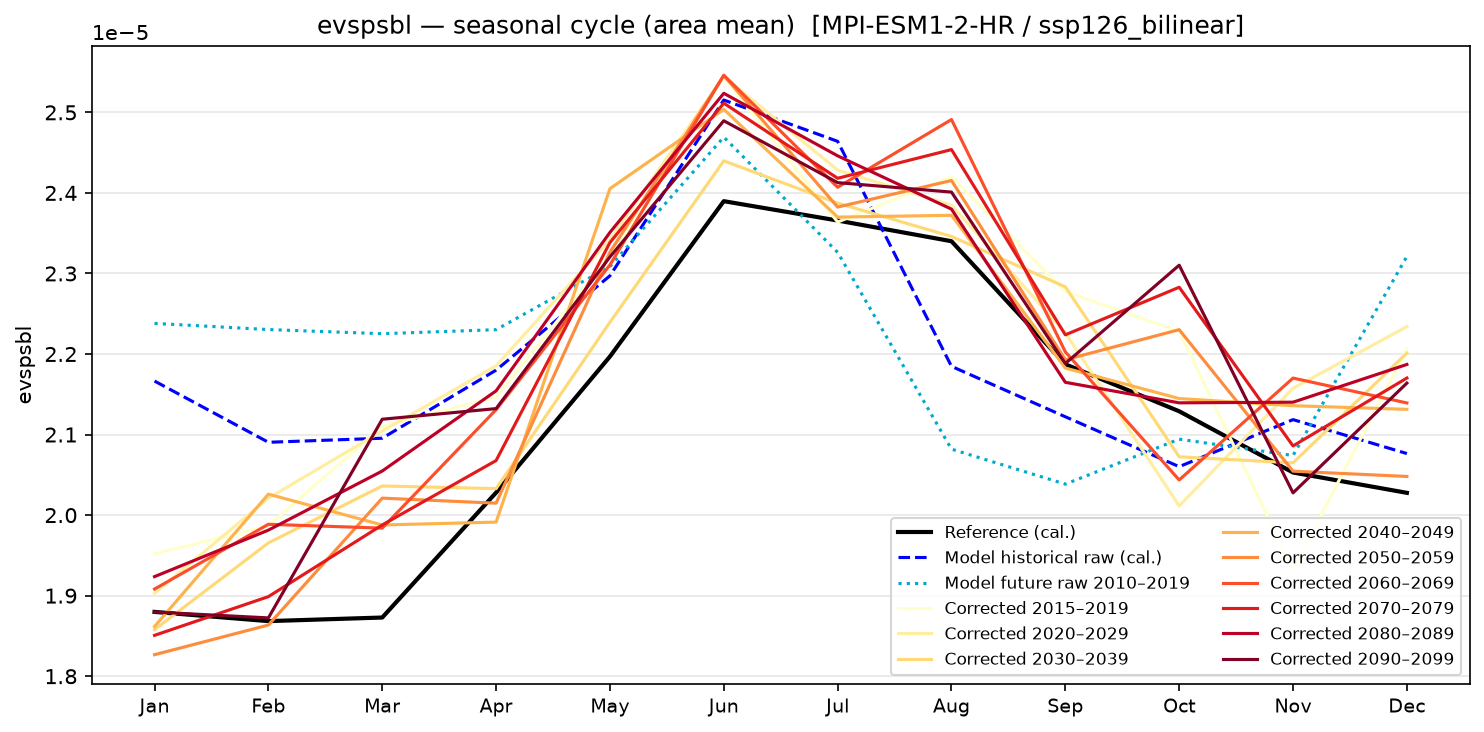 evspsbl — seasonal cycle (area mean)  [MPI-ESM1-2-HR / ssp126_bilinear]
1e−5
2.5
2.4
2.3
2.2
2.1
2.0
1.9
1.8
evspsbl
Jan Feb Mar Apr May Jun Jul Aug Sep Oct Nov Dec
Reference (cal.)
Model historical raw (cal.)
Model future raw 2010–2019
Corrected 2015–2019
Corrected 2020–2029
Corrected 2030–2039
Corrected 2040–2049
Corrected 2050–2059
Corrected 2060–2069
Corrected 2070–2079
Corrected 2080–2089
Corrected 2090–2099